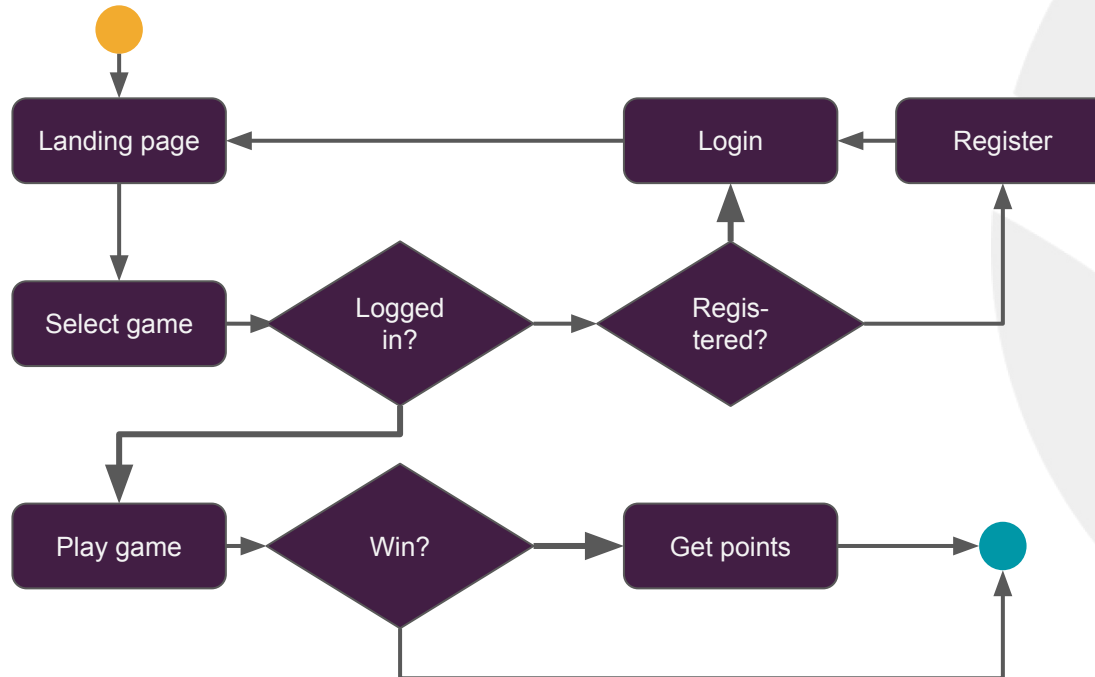 Landing page
Login
Register
Select game
Logged
in?
Regis-
tered?
Play game
Win?
Get points